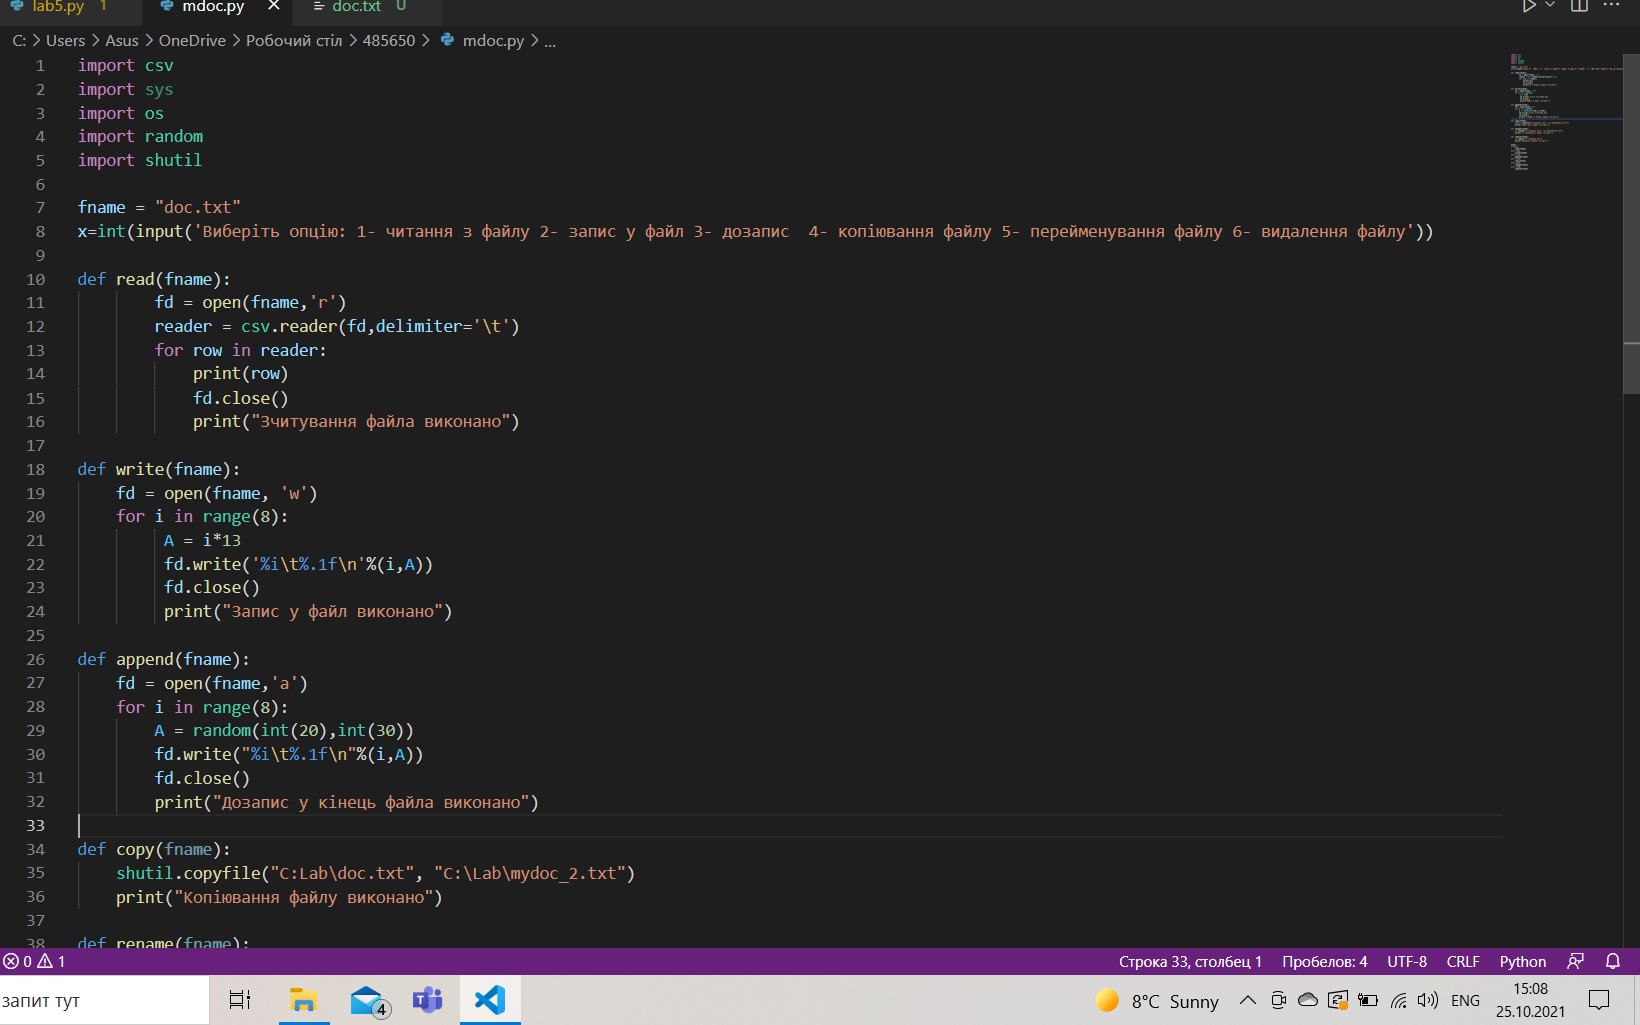 lab5.py 1 mdoc.py × doc.txt U
C: > Users > Asus > OneDrive > Робочий стіл > 485650 > mdoc.py > ...
1 import csv
2 import sys
3 import os
4 import random
5 import shutil
6
7 fname = "doc.txt"
8 x=int(input('Виберіть опцію: 1- читання з файлу 2- запис у файл 3- дозапис  4- копіювання файлу 5- перейменування файлу 6- видалення файлу'))
9
10 def read(fname):
11         fd = open(fname,'r')
12         reader = csv.reader(fd,delimiter='\t')
13         for row in reader:
14             print(row)
15             fd.close()
16             print("Зчитування файла виконано")
17
18 def write(fname):
19     fd = open(fname, 'w')
20     for i in range(8):
21          A = i*13
22          fd.write('%i\t%.1f\n'%(i,A))
23          fd.close()
24          print("Запис у файл виконано")
25
26 def append(fname):
27     fd = open(fname,'a')
28     for i in range(8):
29         A = random(int(20),int(30))
30         fd.write("%i\t%.1f\n"%(i,A))
31         fd.close()
32         print("Дозапис у кінець файла виконано")
33
34 def copy(fname):
35     shutil.copyfile("C:Lab\doc.txt", "C:\Lab\mydoc_2.txt")
36     print("Копіювання файлу виконано")
37
38 def rename(fname):
0 1 Строка 33, столбец 1 Пробелов: 4 UTF-8 CRLF Python
запит тут 4 8°C Sunny ENG 15:08
25.10.2021